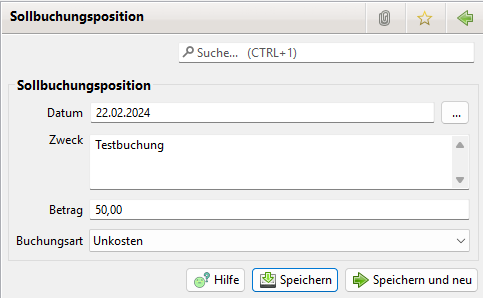 Sollbuchungsposition
Suche... (CTRL+1)
Sollbuchungsposition
Datum 22.02.2024 ...
Zweck Testbuchung
Betrag 50,00
Buchungsart Unkosten
Hilfe Speichern Speichern und neu